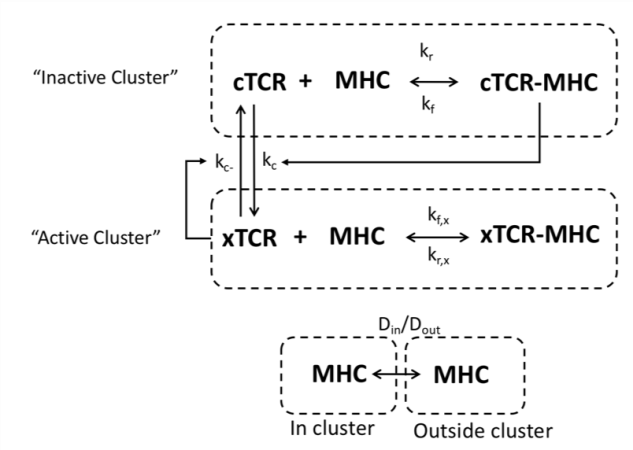 k_r
"Inactive Cluster" cTCR + MHC cTCR-MHC
k_f
k_c- k_c
k_f,x
"Active Cluster" xTCR + MHC xTCR-MHC
k_r,x
D_in/D_out
MHC MHC
In cluster Outside cluster